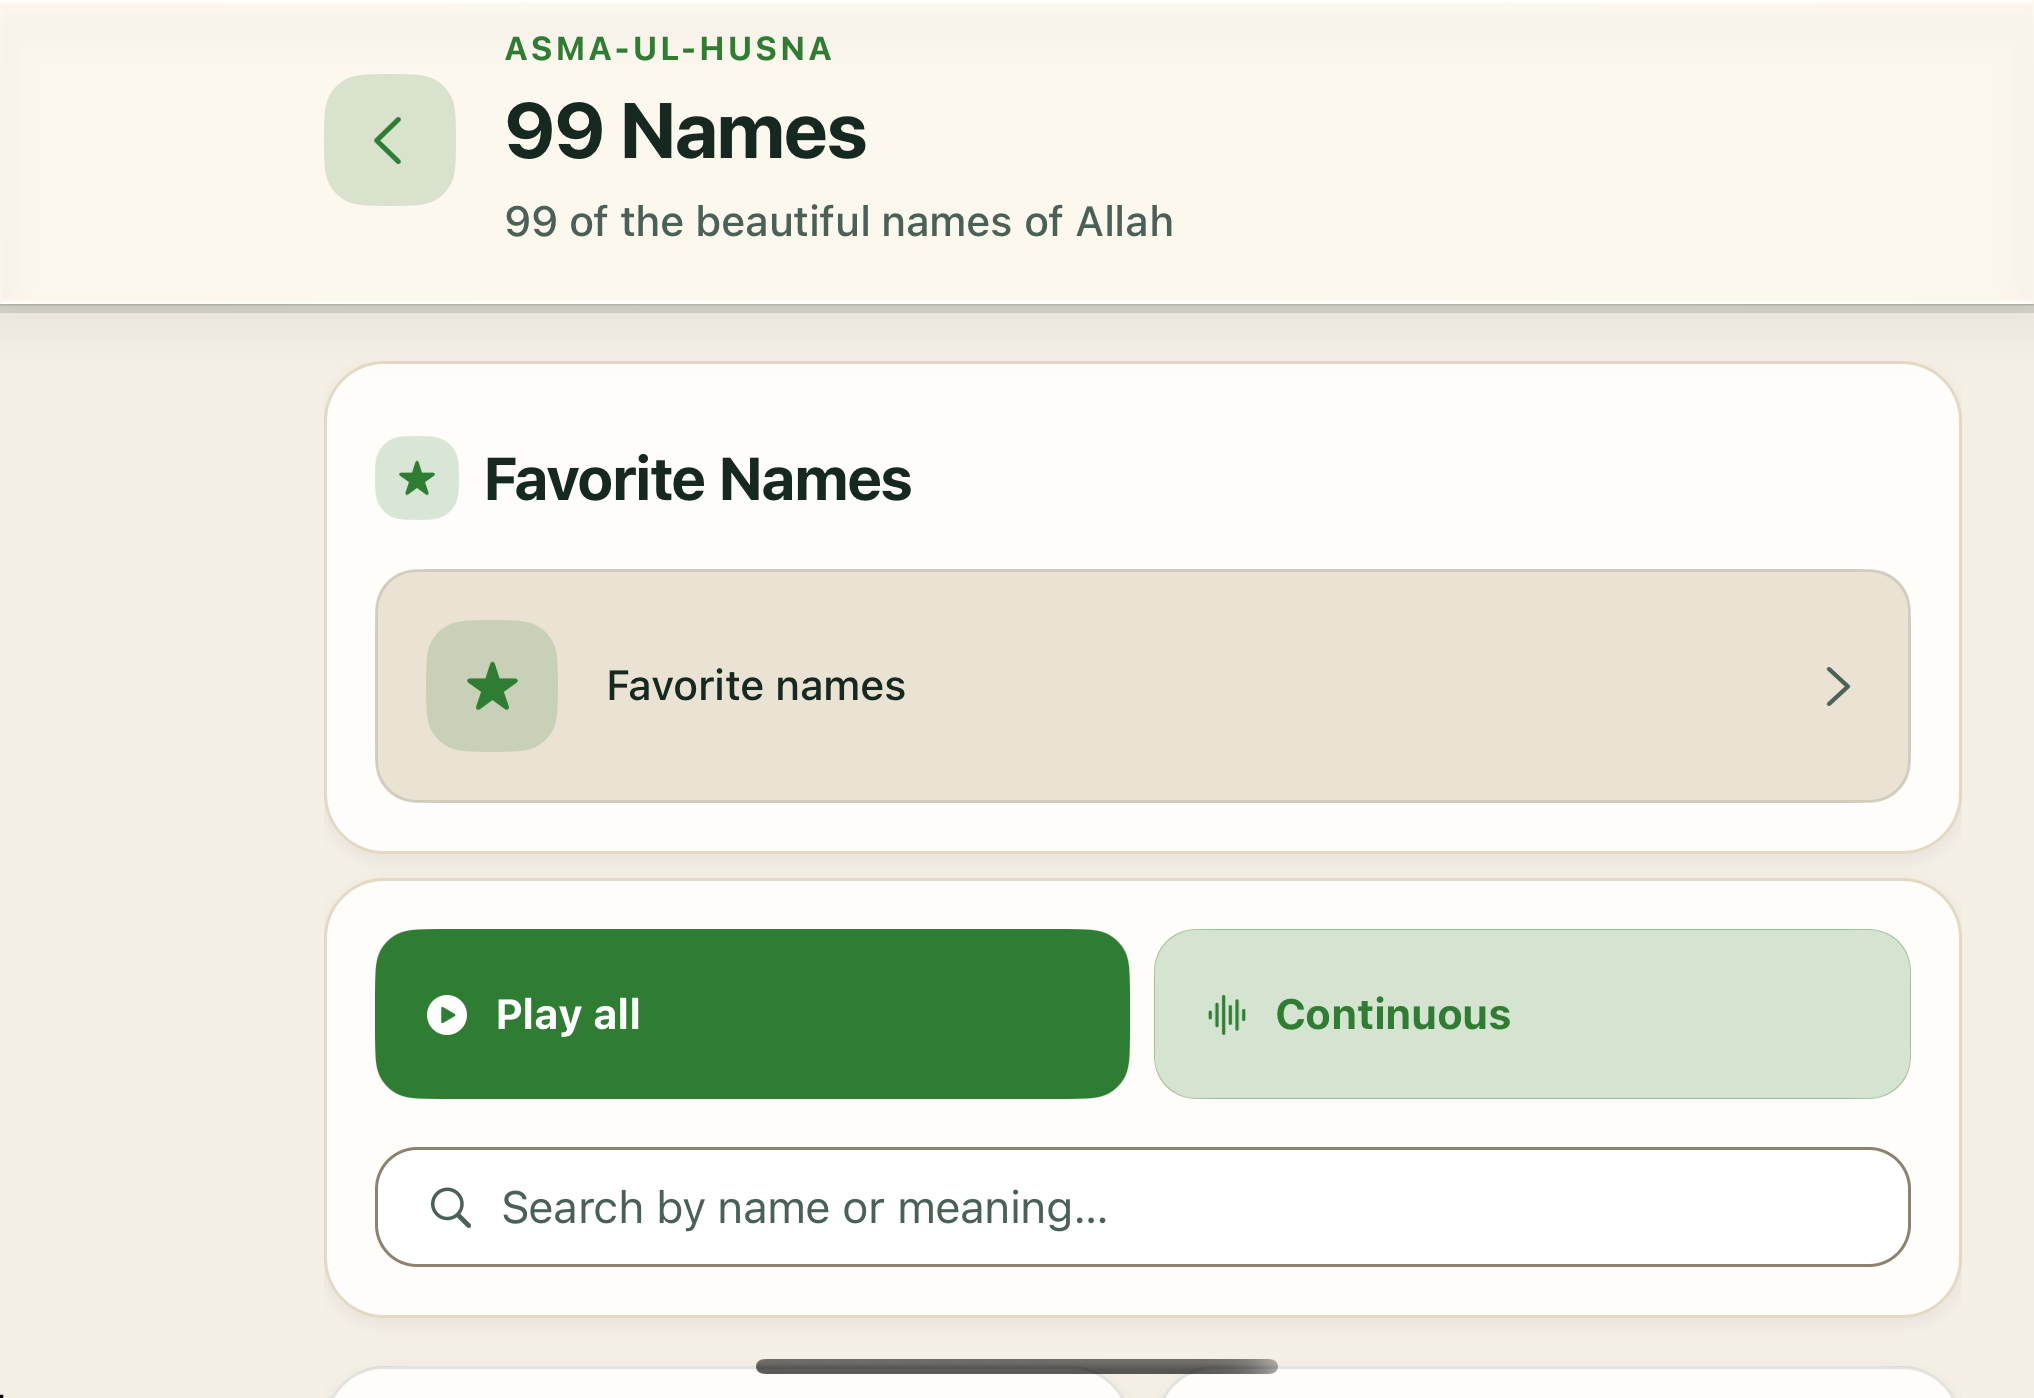 ASMA-UL-HUSNA
99 Names
99 of the beautiful names of Allah
Favorite Names
Favorite names
Play all
Continuous
Search by name or meaning...